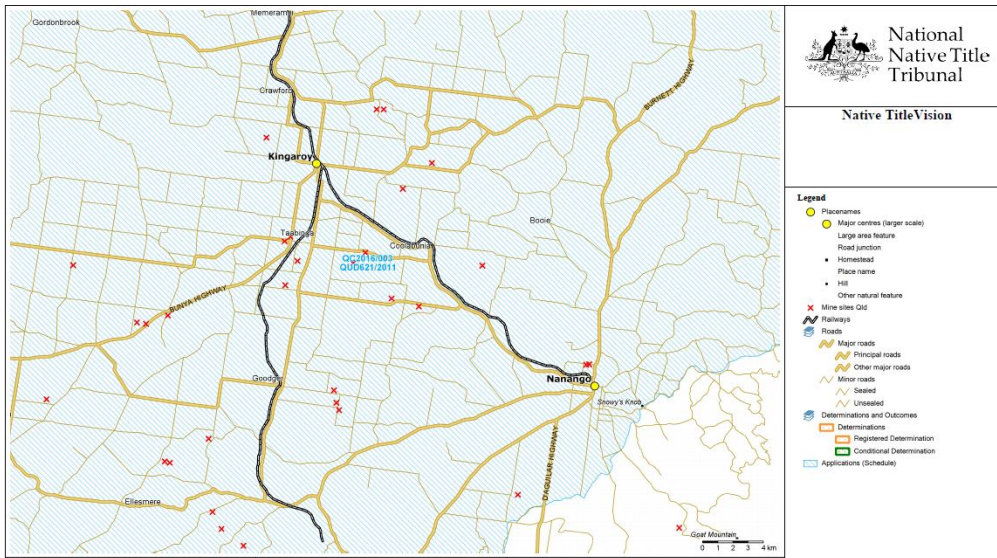 Gordonbrook
Memerambi
Crawford
Kingaroy
BURNETT HIGHWAY
Booie
Taabinga
Coolabunia
QC2016/003
QUD621/2011
BUNYA HIGHWAY
Goodger
Nanango
Snowy's Knob
D'AGUILAR HIGHWAY
Ellesmere
Goat Mountain
0 2 4 km
National
Native Title
Tribunal
Native TitleVision
Legend
Placenames
Major centres (larger scale)
Large area feature
Road junction
Homestead
Place name
Hill
Other natural feature
Mine sites Qld
Railways
Roads
Major roads
Principal roads
Other major roads
Minor roads
Sealed
Unsealed
Determinations and Outcomes
Determinations
Registered Determination
Conditional Determination
Applications (Schedule)